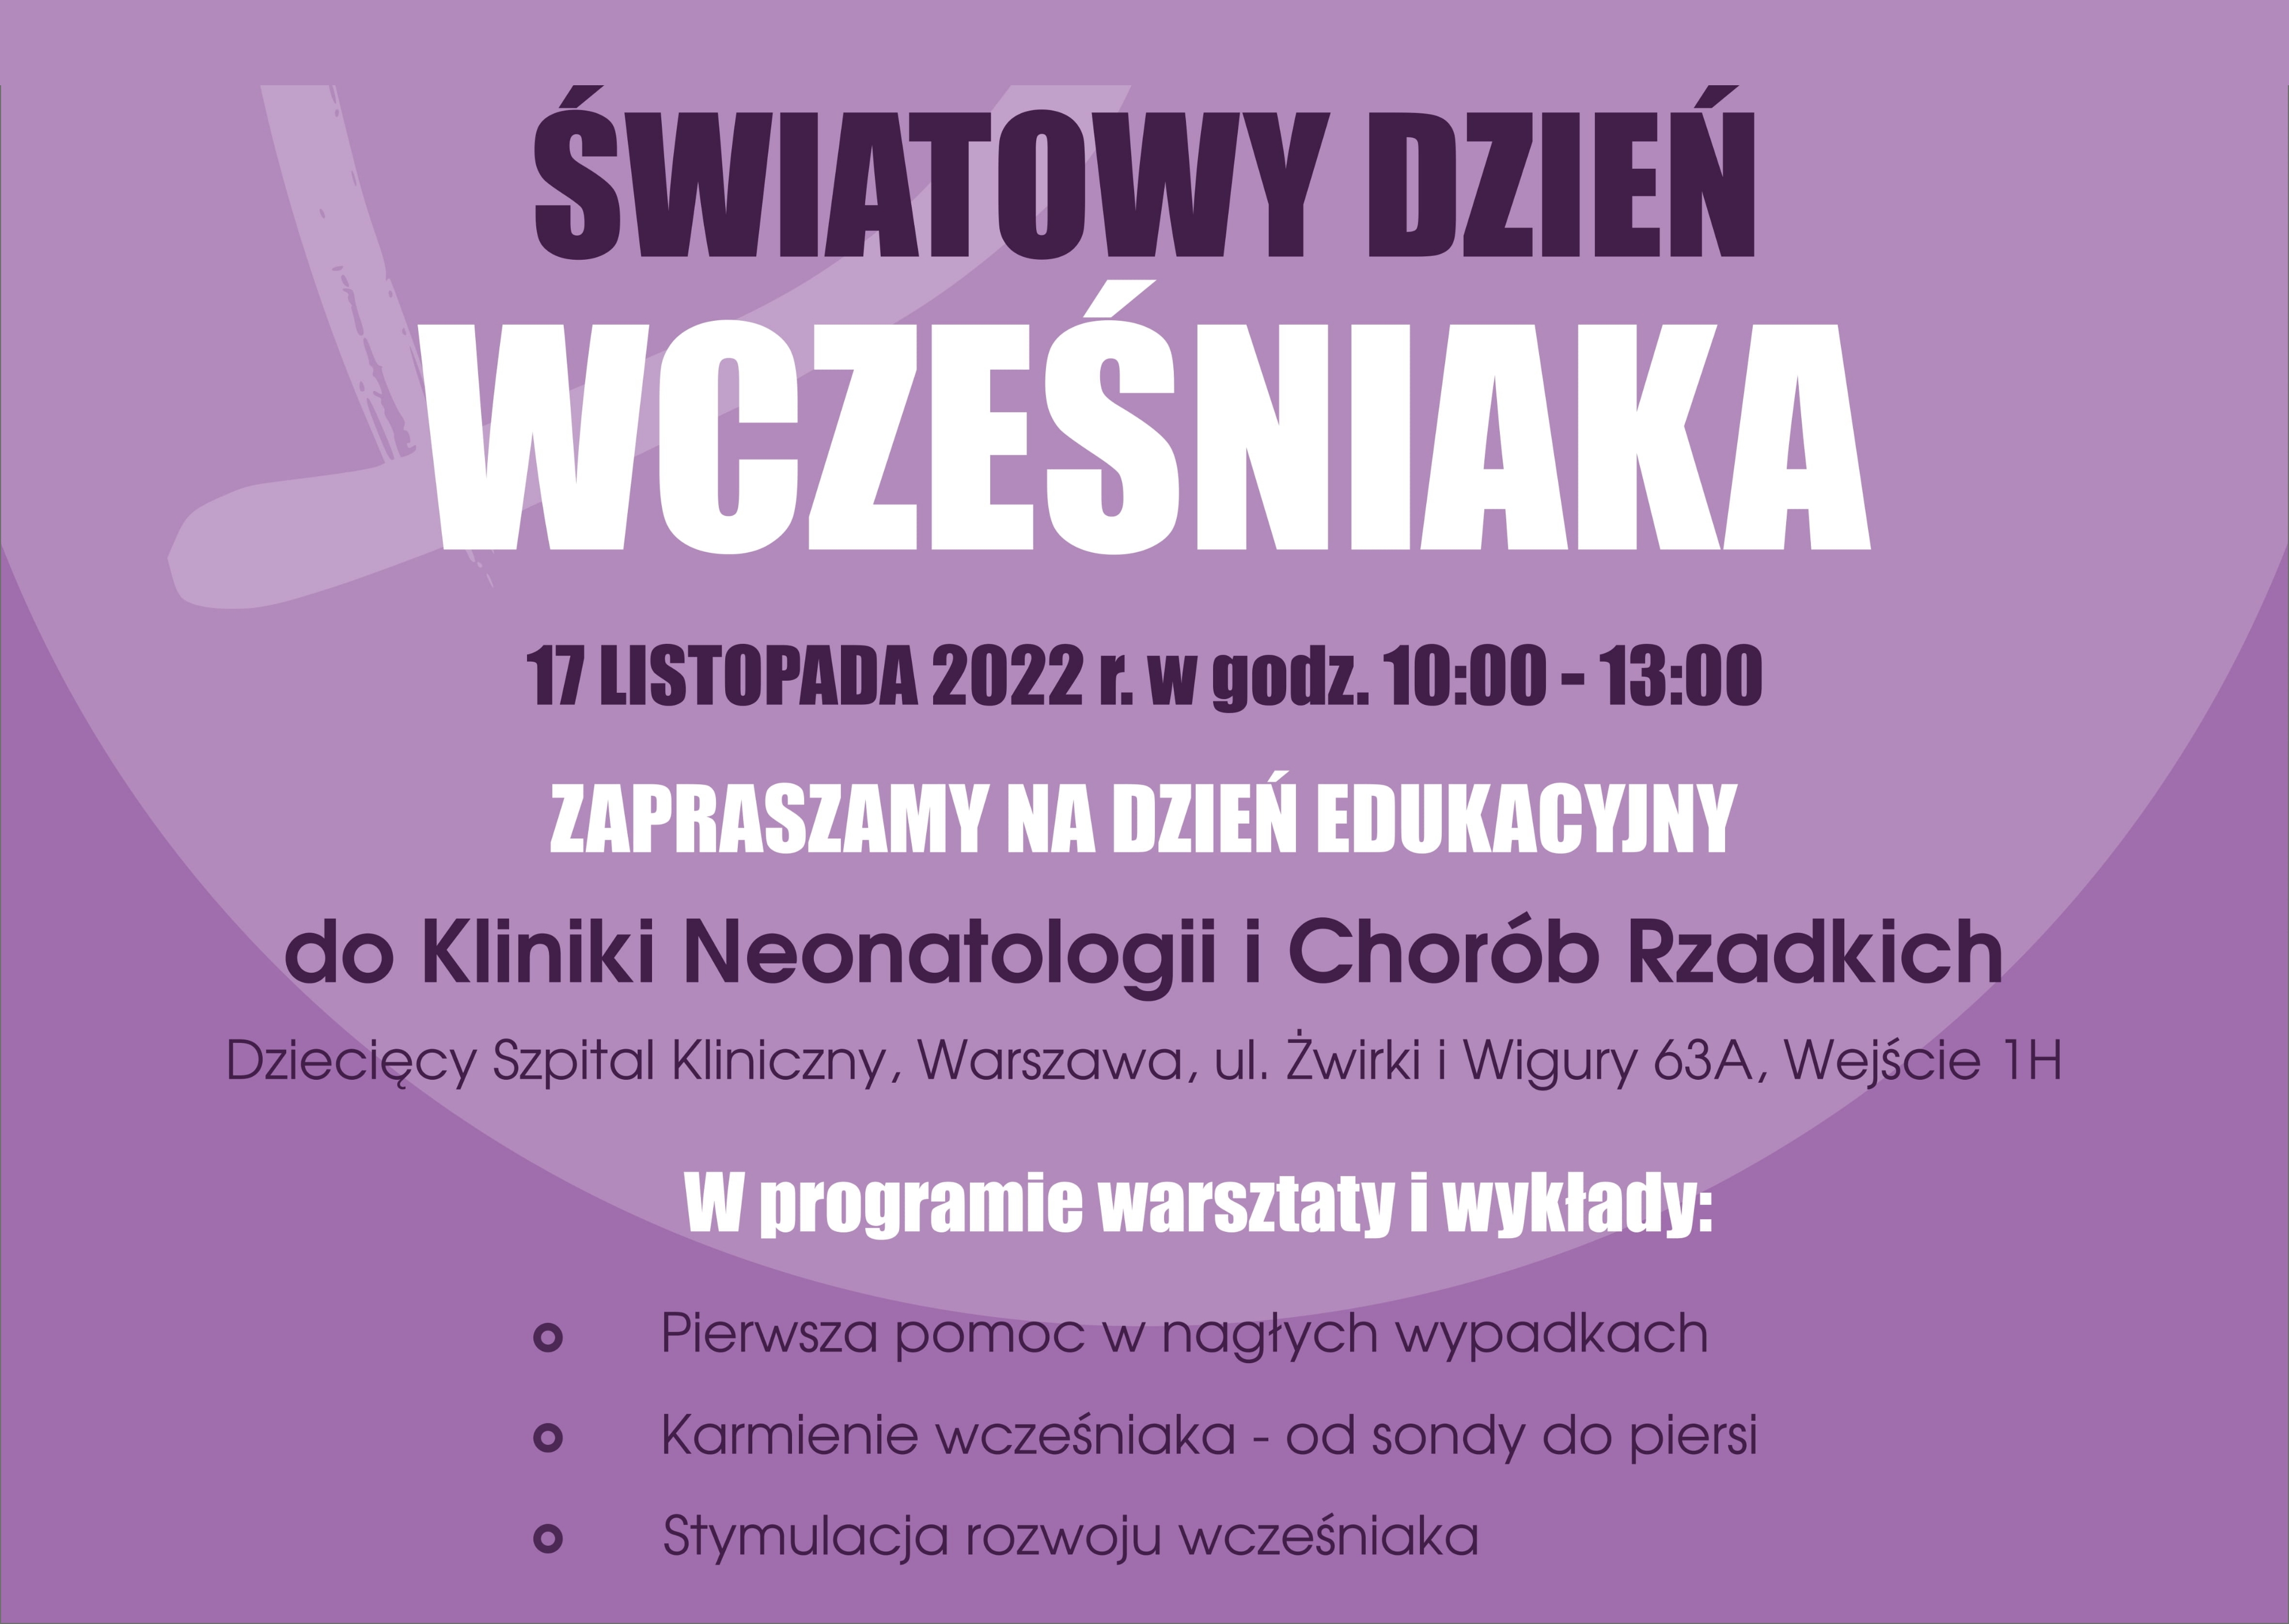 ŚWIATOWY DZIEŃ
WCZEŚNIAKA
17 LISTOPADA 2022 r. w godz. 10:00 - 13:00
ZAPRASZAMY NA DZIEŃ EDUKACYJNY
do Kliniki Neonatologii i Chorób Rzadkich
Dziecięcy Szpital Kliniczny, Warszawa, ul. Żwirki i Wigury 63A, Wejście 1H
W programie warsztaty i wykłady:
Pierwsza pomoc w nagłych wypadkach
Karmienie wcześniaka - od sondy do piersi
Stymulacja rozwoju wcześniaka